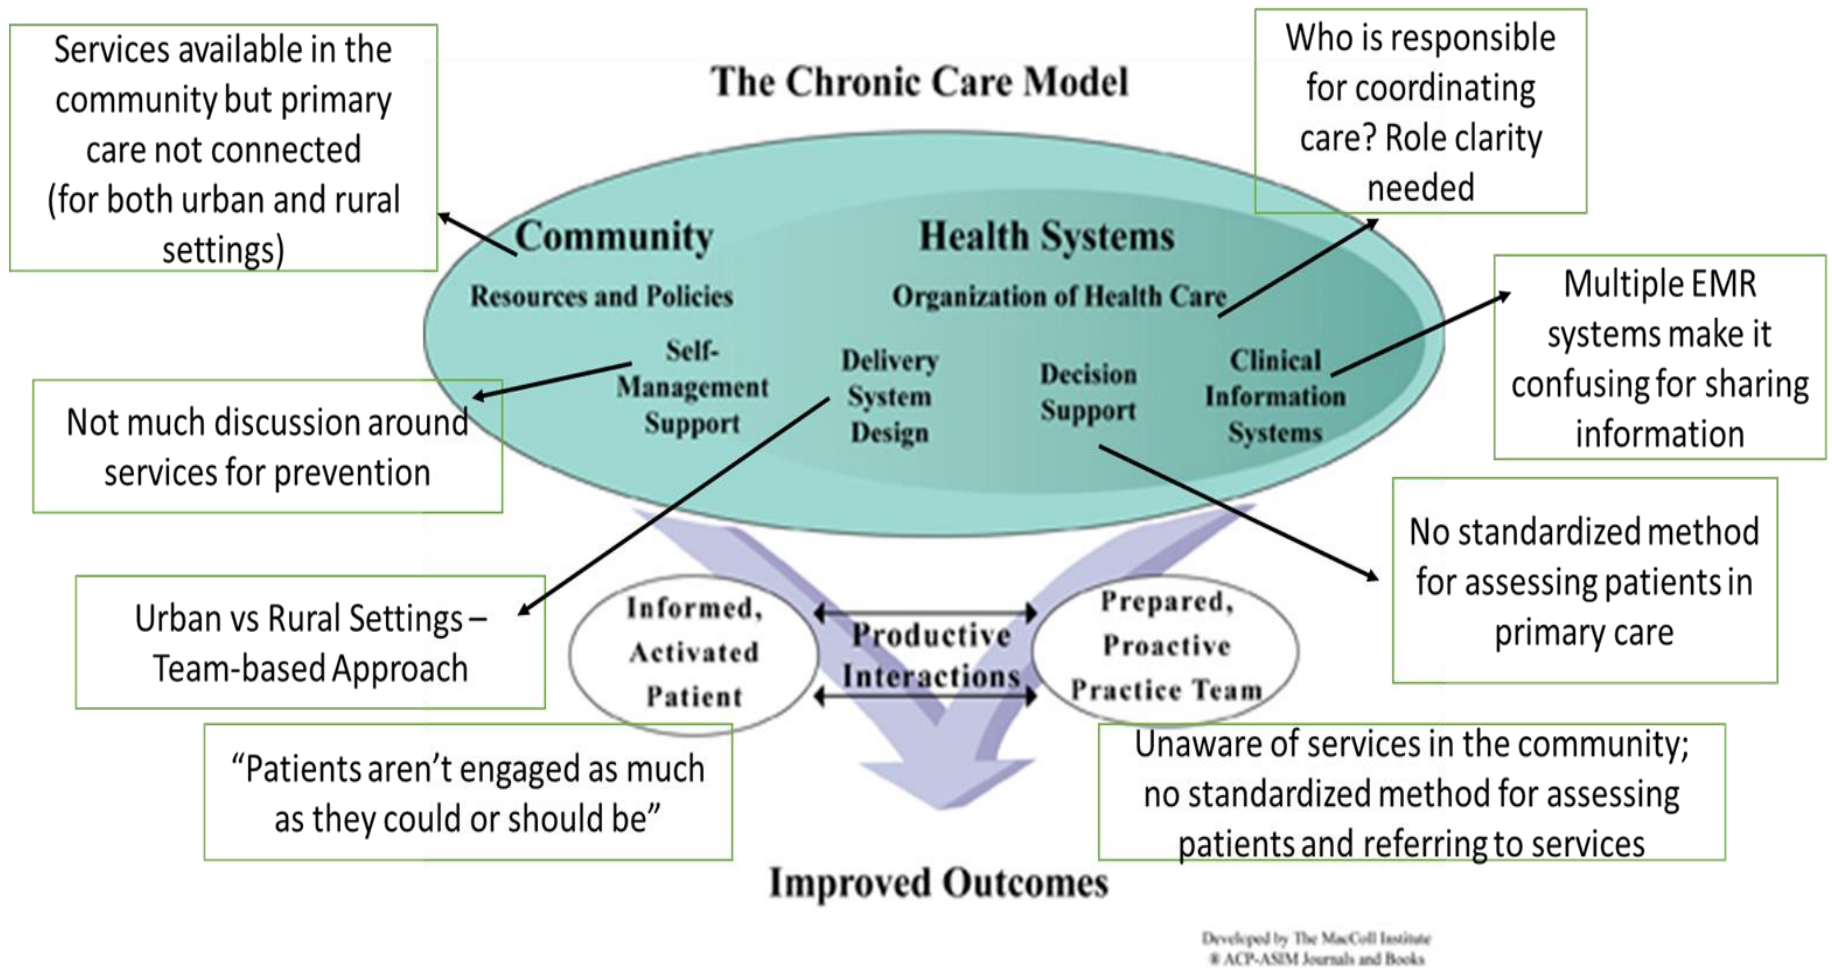 Services available in the
community but primary
care not connected
(for both urban and rural
settings)
The Chronic Care Model
Who is responsible
for coordinating
care? Role clarity
needed
Community
Resources and Policies
Health Systems
Organization of Health Care
Self-
Management
Support
Delivery
System
Design
Decision
Support
Clinical
Information
Systems
Multiple EMR
systems make it
confusing for sharing
information
Not much discussion around
services for prevention
No standardized method
for assessing patients in
primary care
Urban vs Rural Settings –
Team-based Approach
Informed,
Activated
Patient
Productive
Interactions
Prepared,
Proactive
Practice Team
“Patients aren’t engaged as much
as they could or should be”
Unaware of services in the community;
no standardized method for assessing
patients and referring to services
Improved Outcomes
Developed by The MacColl Institute
® ACP-ASIM Journals and Books